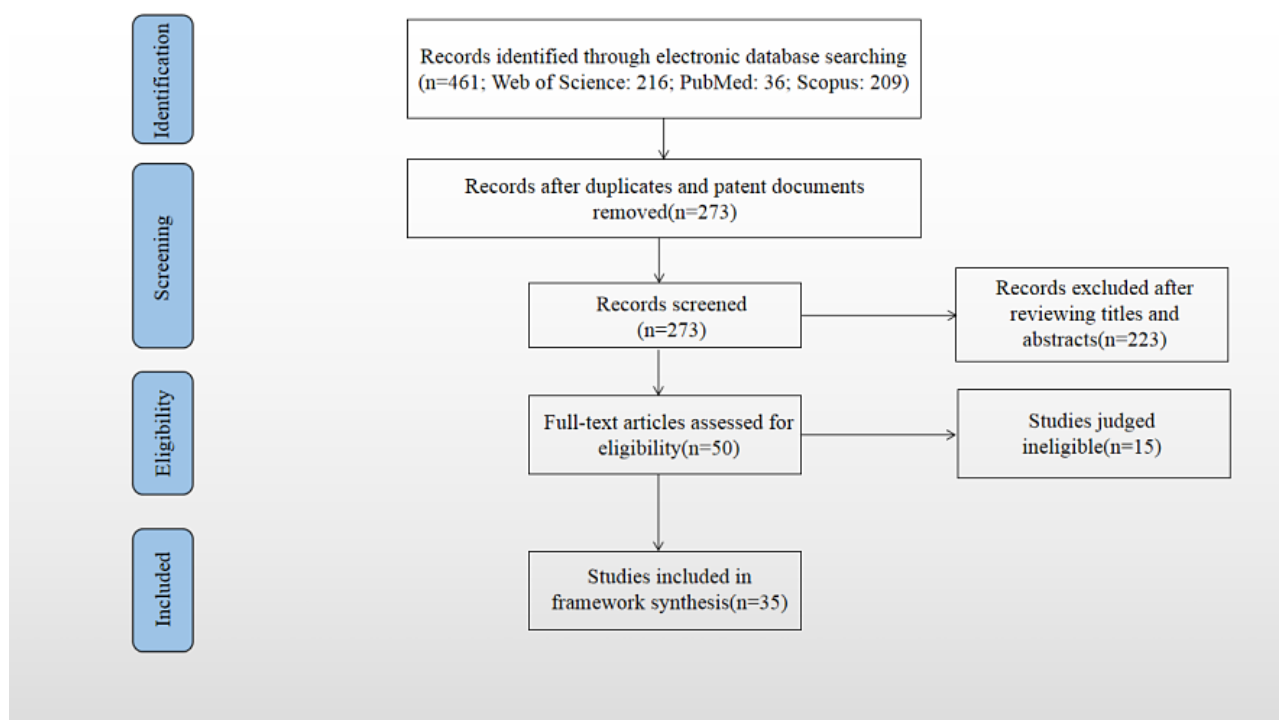 Identification
Records identified through electronic database searching
(n=461; Web of Science: 216; PubMed: 36; Scopus: 209)
Screening
Records after duplicates and patent documents
removed(n=273)
Records screened
(n=273)
Records excluded after
reviewing titles and
abstracts(n=223)
Eligibility
Full-text articles assessed for
eligibility(n=50)
Studies judged
ineligible(n=15)
Included
Studies included in
framework synthesis(n=35)